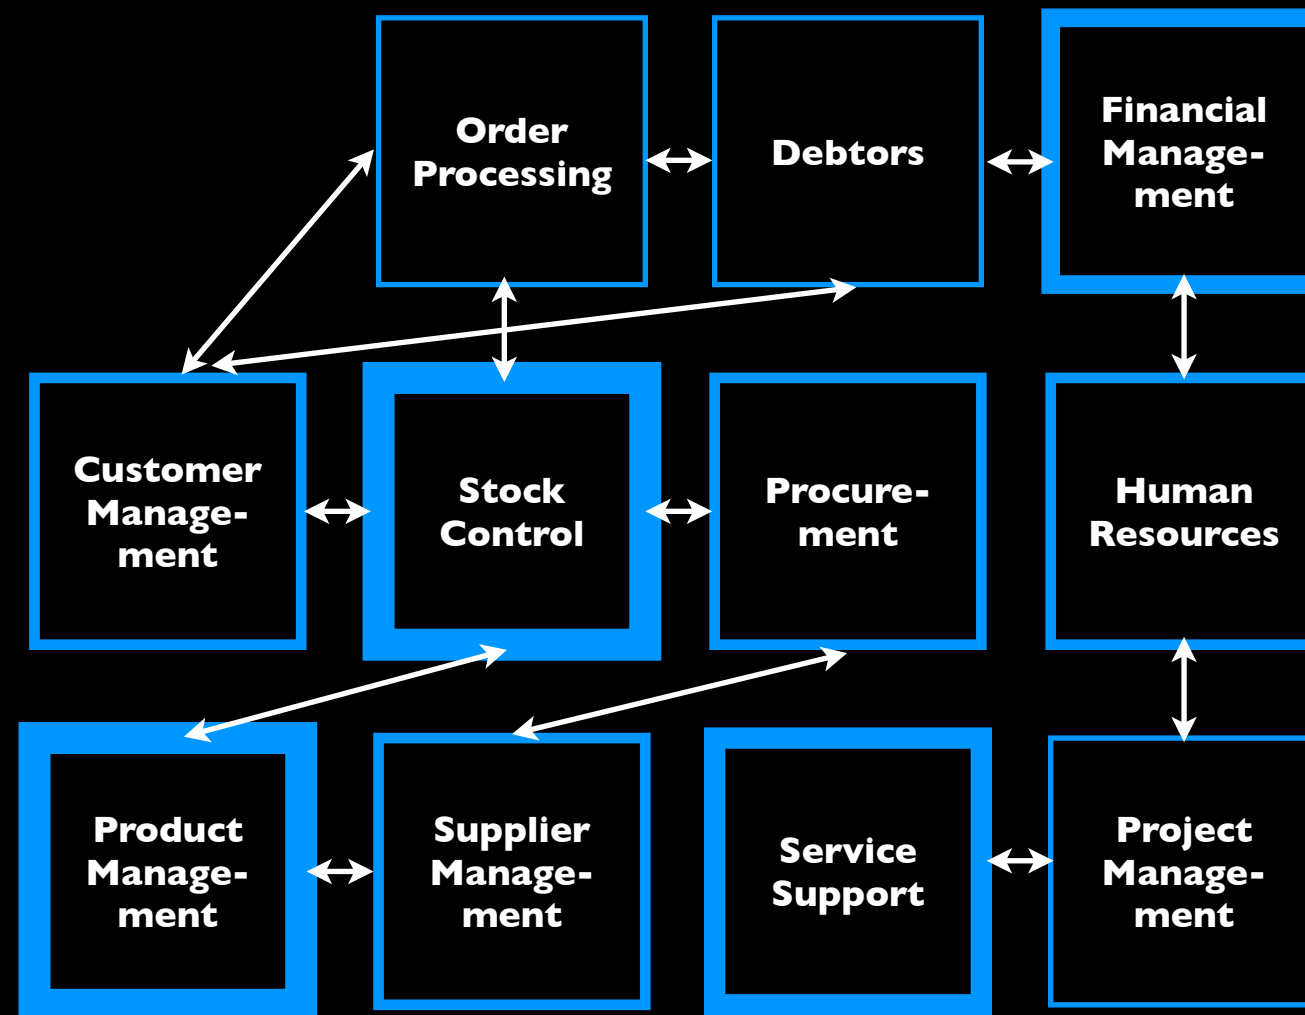 Order
Processing
Debtors
Financial
Manage-
ment
Customer
Manage-
ment
Stock
Control
Procure-
ment
Human
Resources
Product
Manage-
ment
Supplier
Manage-
ment
Service
Support
Project
Manage-
ment